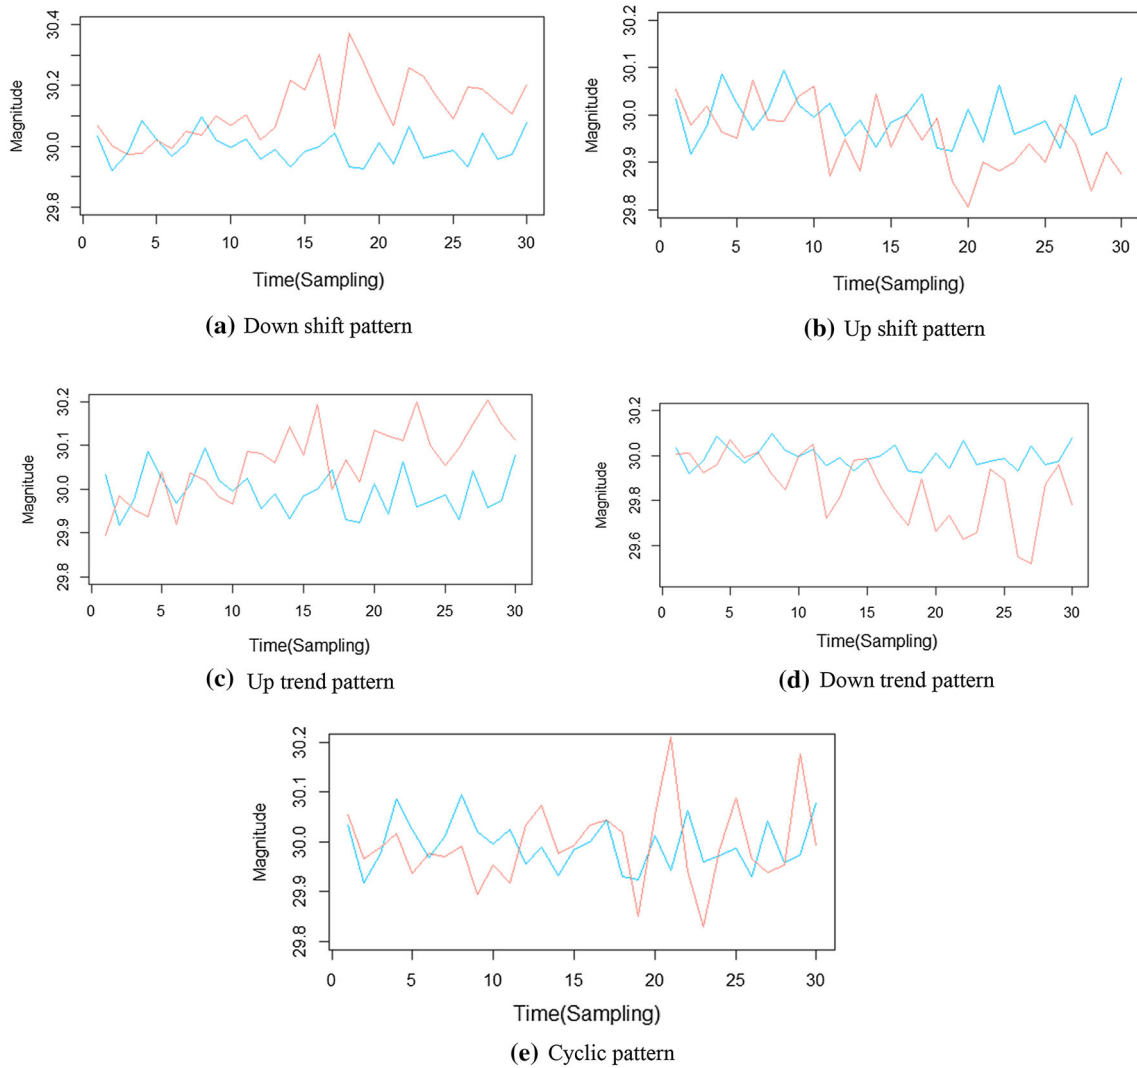 Magnitude
30.4
30.2
30.0
29.8
0 5 10 15 20 25 30
Time(Sampling)
(a) Down shift pattern
Magnitude
30.2
30.1
30.0
29.9
29.8
0 5 10 15 20 25 30
Time(Sampling)
(b) Up shift pattern
Magnitude
30.2
30.1
30.0
29.9
29.8
0 5 10 15 20 25 30
Time(Sampling)
(c) Up trend pattern
Magnitude
30.2
30.0
29.8
29.6
0 5 10 15 20 25 30
Time(Sampling)
(d) Down trend pattern
Magnitude
30.2
30.1
30.0
29.9
29.8
0 5 10 15 20 25 30
Time(Sampling)
(e) Cyclic pattern